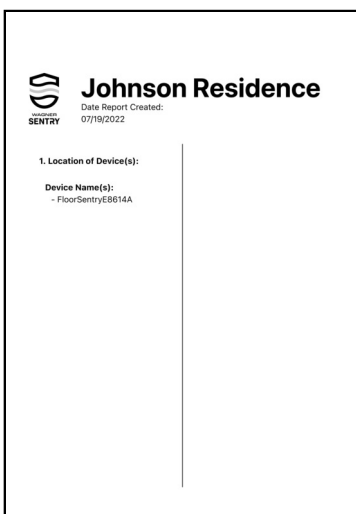 WAGNER
SENTRY
Johnson Residence
Date Report Created:
07/19/2022
1. Location of Device(s):
Device Name(s):
- FloorSentryE8614A